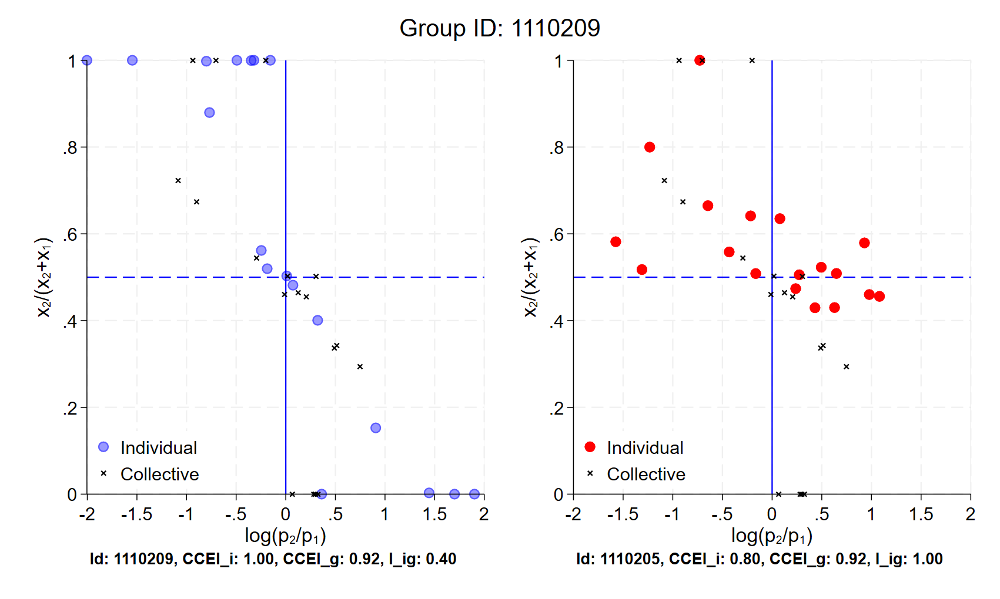 Group ID: 1110209
x₂/(x₂+x₁)
1
.8
.6
.4
.2
0
-2 -1.5 -1 -.5 0 .5 1 1.5 2
log(p₂/p₁)
Individual
Collective
Id: 1110209, CCEI_i: 1.00, CCEI_g: 0.92, I_ig: 0.40
x₂/(x₂+x₁)
1
.8
.6
.4
.2
0
-2 -1.5 -1 -.5 0 .5 1 1.5 2
log(p₂/p₁)
Individual
Collective
Id: 1110205, CCEI_i: 0.80, CCEI_g: 0.92, I_ig: 1.00